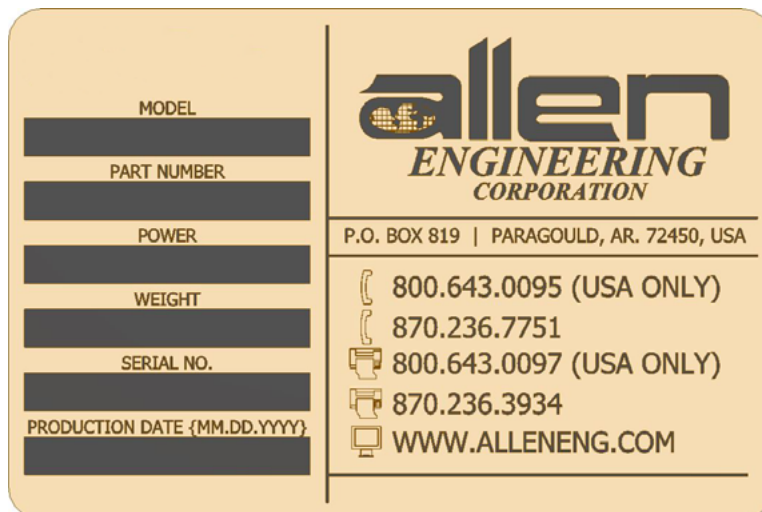 MODEL
PART NUMBER
POWER
WEIGHT
SERIAL NO.
PRODUCTION DATE {MM.DD.YYYY}
allen
ENGINEERING
CORPORATION
P.O. BOX 819 | PARAGOULD, AR. 72450, USA
800.643.0095 (USA ONLY)
870.236.7751
800.643.0097 (USA ONLY)
870.236.3934
WWW.ALLENENG.COM